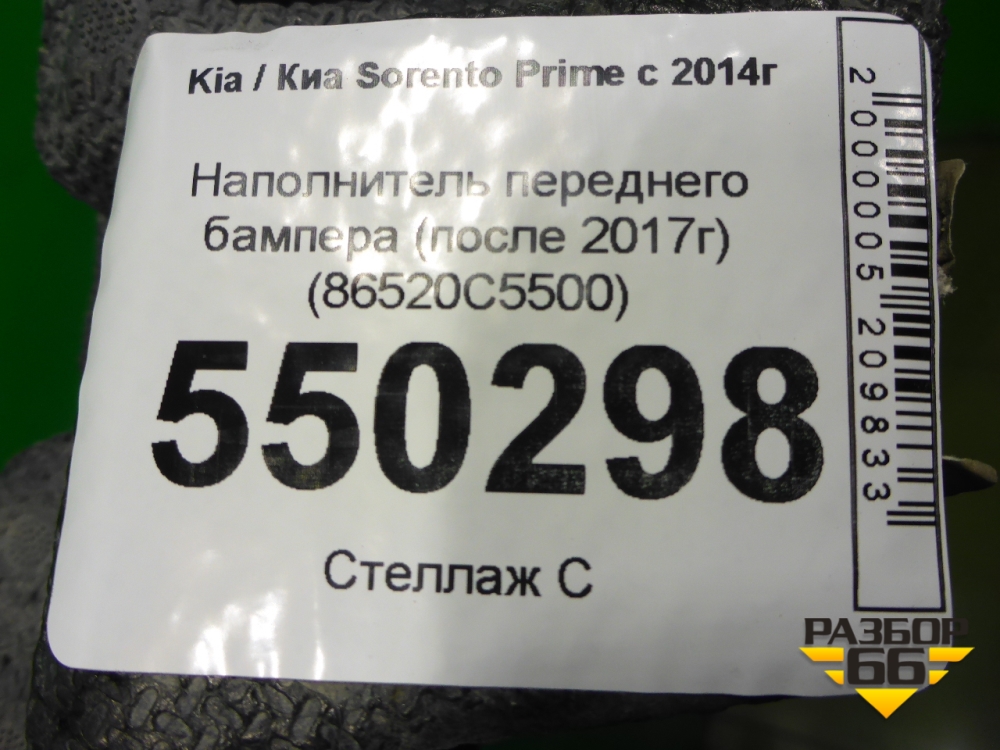 Kia / Киа Sorento Prime с 2014г
Наполнитель переднего
бампера (после 2017г)
(86520C5500)
550298
Стеллаж С
2000005209833
РАЗБОР
66